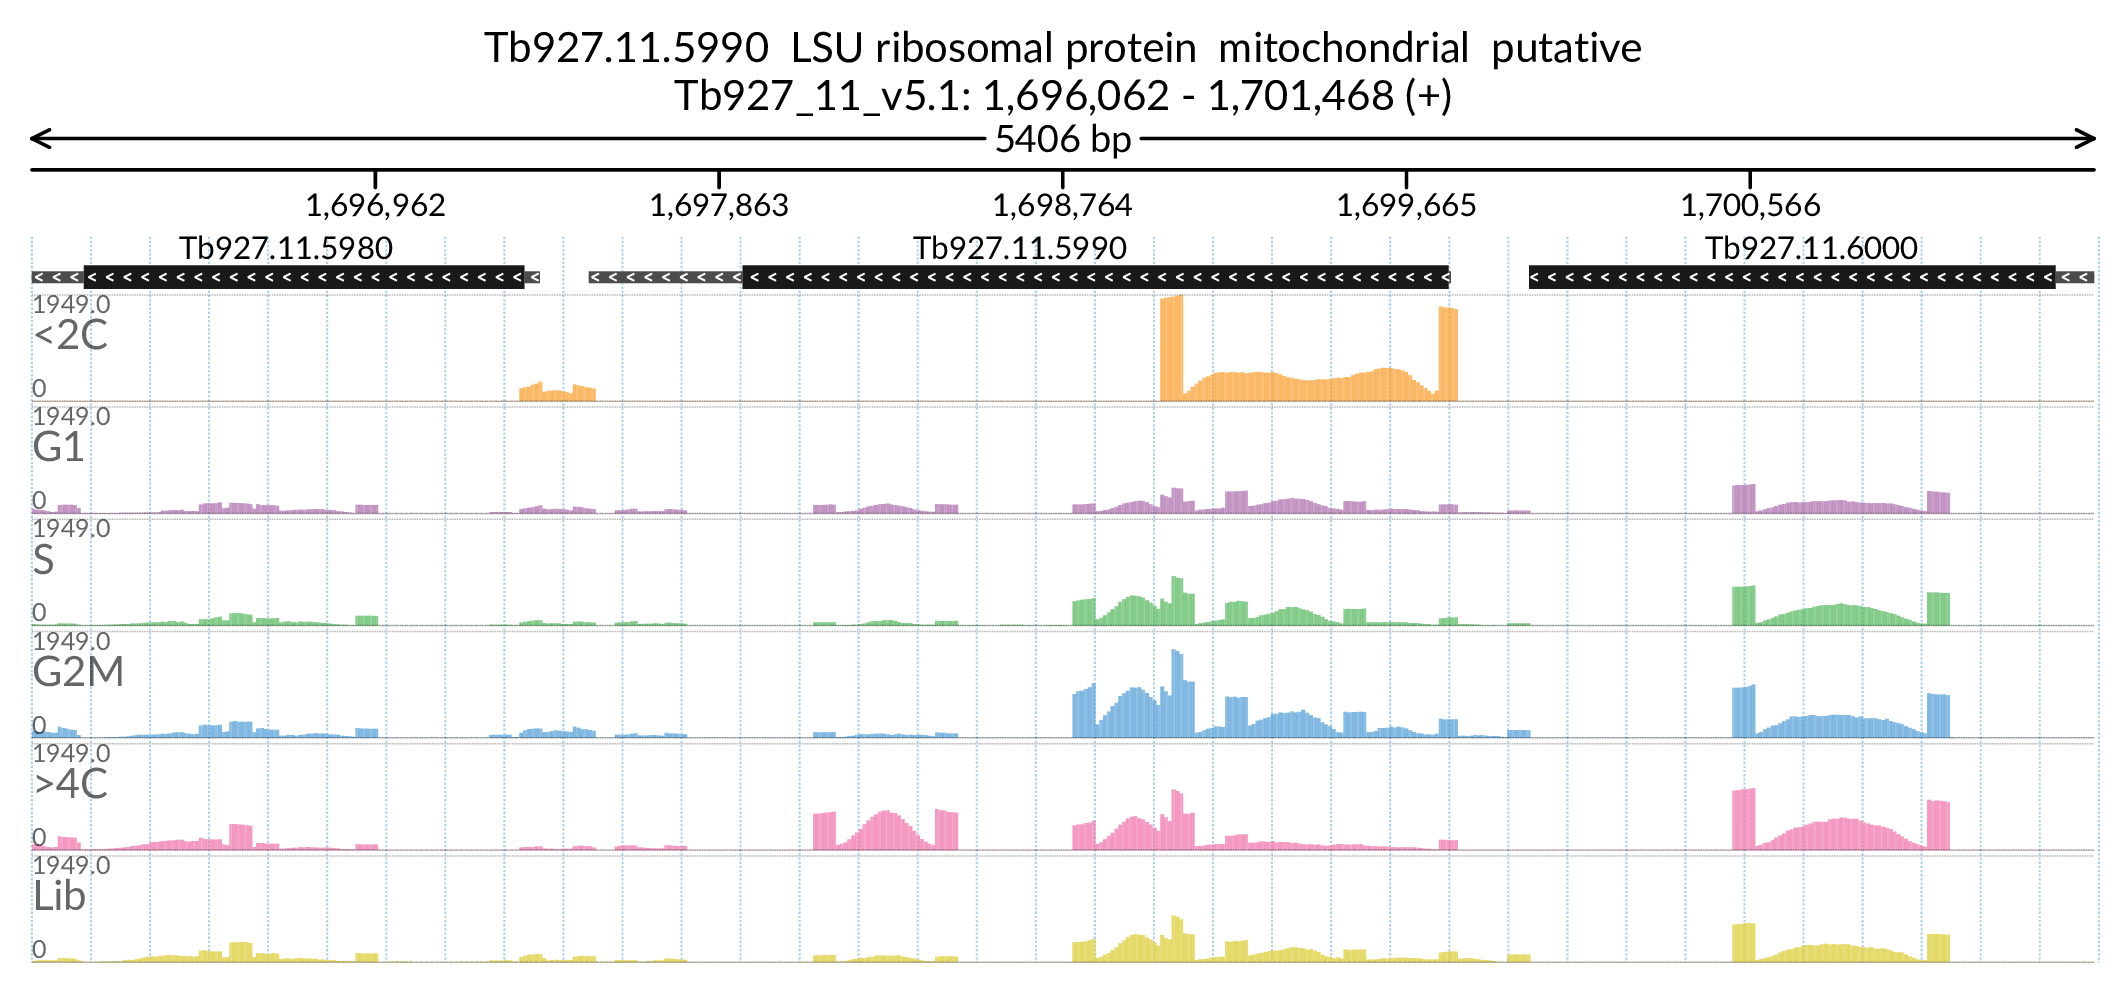 Tb927.11.5990 LSU ribosomal protein mitochondrial putative
Tb927_11_v5.1: 1,696,062 - 1,701,468 (+)
5406 bp
1,696,962 1,697,863 1,698,764 1,699,665 1,700,566
Tb927.11.5980 Tb927.11.5990 Tb927.11.6000
1949.0
<2C
0
1949.0
G1
0
1949.0
S
0
1949.0
G2M
0
1949.0
>4C
0
1949.0
Lib
0